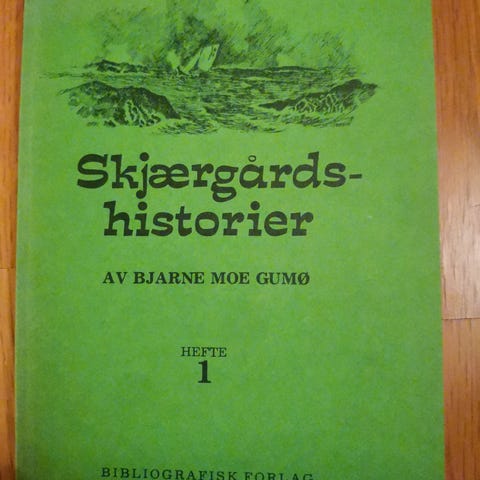 Skjærgårds-
historier
AV BJARNE MOE GUMØ
HEFTE
1
BIBLIOGRAFISK FORLAG